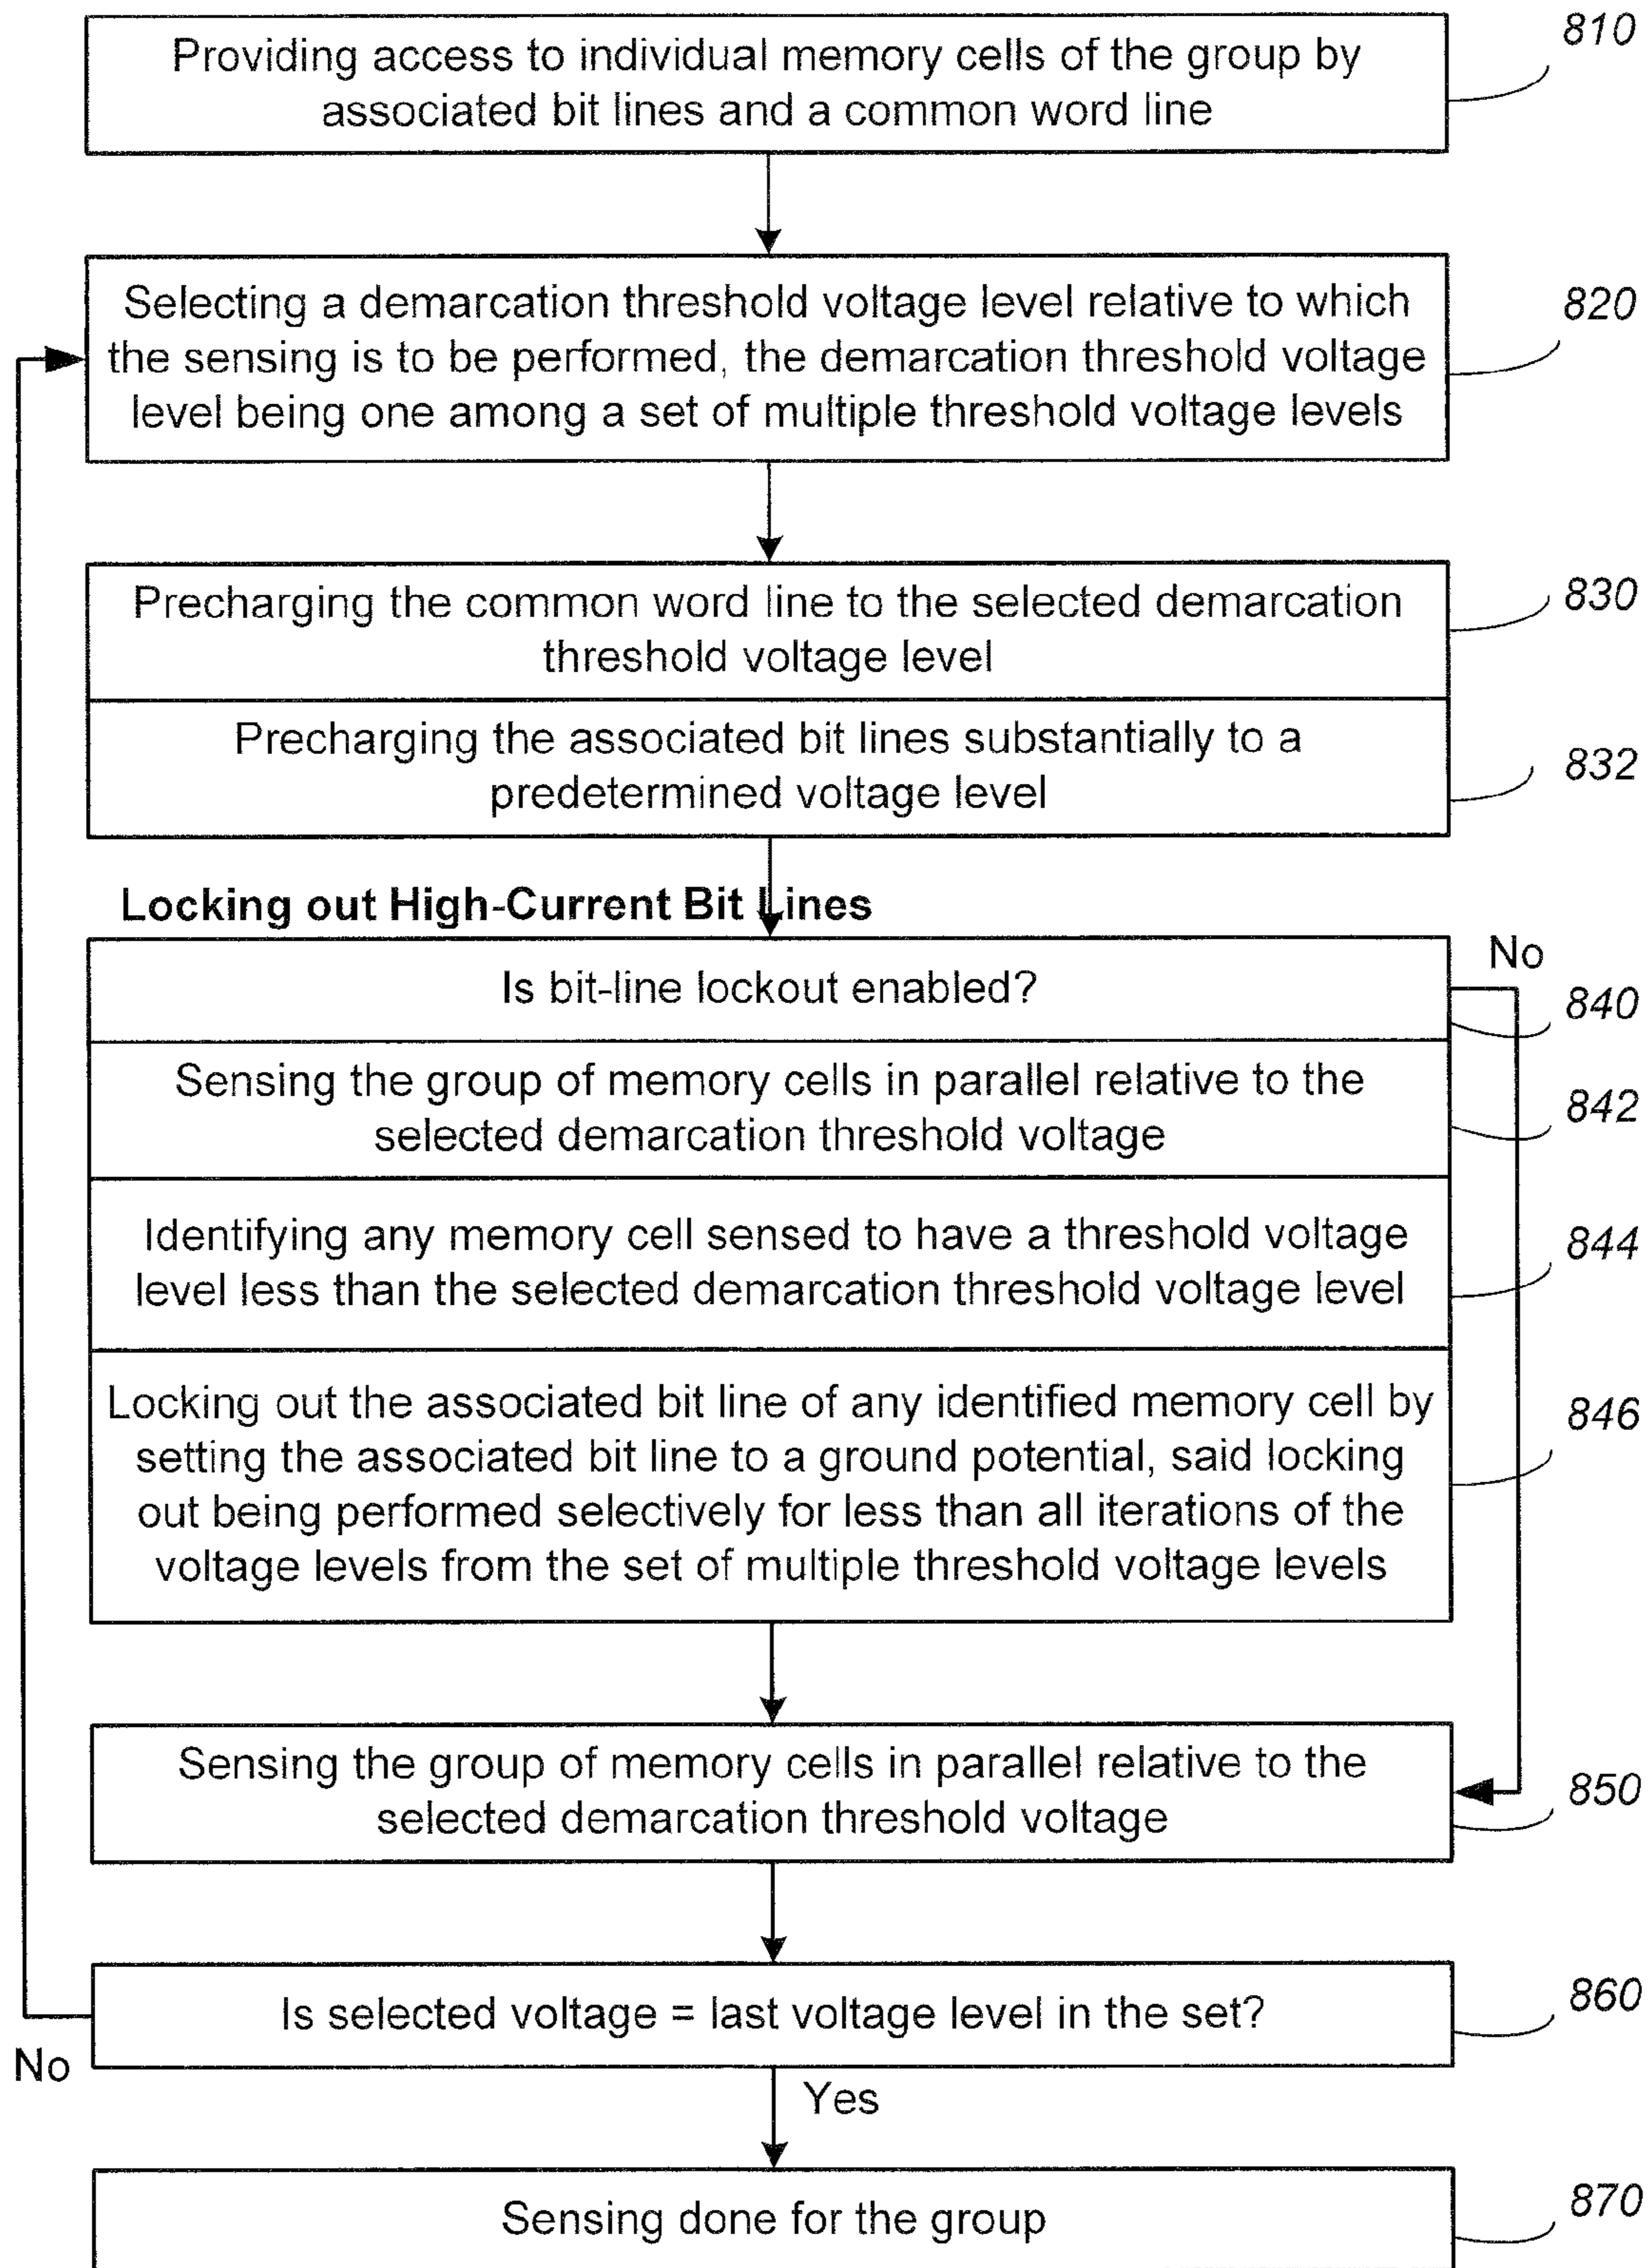 Providing access to individual memory cells of the group by
associated bit lines and a common word line
810
Selecting a demarcation threshold voltage level relative to which
the sensing is to be performed, the demarcation threshold voltage
level being one among a set of multiple threshold voltage levels
820
Precharging the common word line to the selected demarcation
threshold voltage level
830
Precharging the associated bit lines substantially to a
predetermined voltage level
832
Locking out High-Current Bit Lines
Is bit-line lockout enabled?
No
840
Sensing the group of memory cells in parallel relative to the
selected demarcation threshold voltage
842
Identifying any memory cell sensed to have a threshold voltage
level less than the selected demarcation threshold voltage level
844
Locking out the associated bit line of any identified memory cell by
setting the associated bit line to a ground potential, said locking
out being performed selectively for less than all iterations of the
voltage levels from the set of multiple threshold voltage levels
846
Sensing the group of memory cells in parallel relative to the
selected demarcation threshold voltage
850
Is selected voltage = last voltage level in the set?
860
No
Yes
Sensing done for the group
870